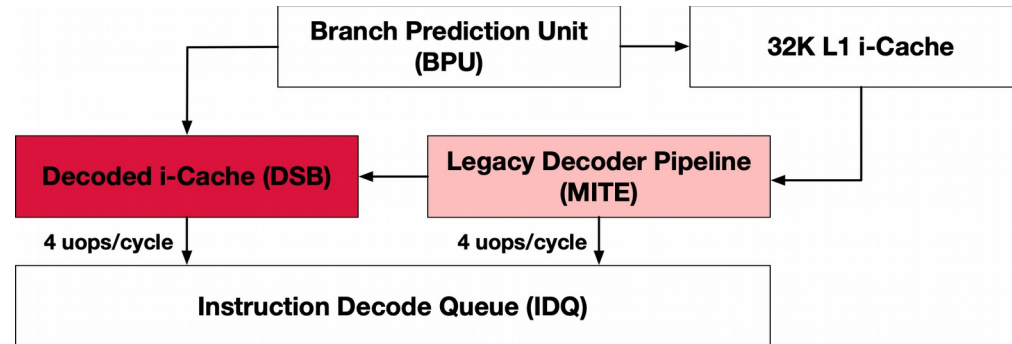 Branch Prediction Unit
(BPU)
32K L1 i-Cache
Decoded i-Cache (DSB)
Legacy Decoder Pipeline
(MITE)
4 uops/cycle
4 uops/cycle
Instruction Decode Queue (IDQ)